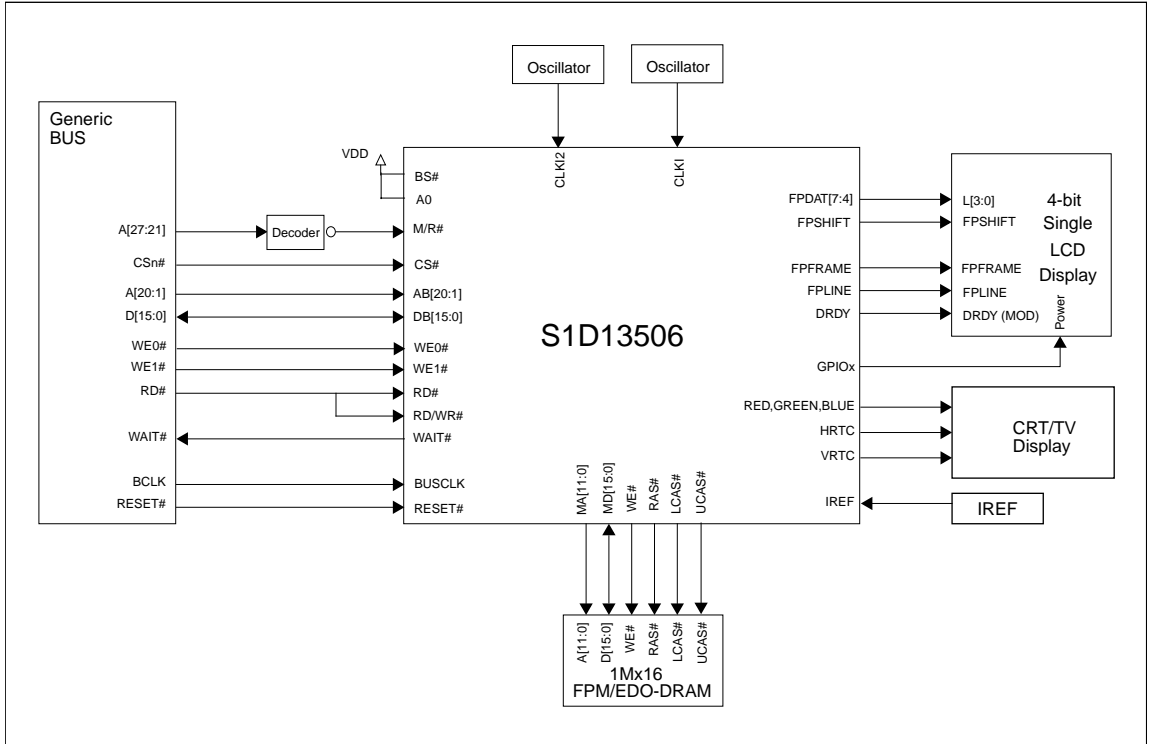 Oscillator
Oscillator
Generic
BUS
A[27:21]
CSn#
A[20:1]
D[15:0]
WE0#
WE1#
RD#
WAIT#
BCLK
RESET#
VDD
Decoder
CLKI2
CLKI
BS#
A0
M/R#
CS#
AB[20:1]
DB[15:0]
WE0#
WE1#
RD#
RD/WR#
WAIT#
BUSCLK
RESET#
S1D13506
FPDAT[7:4]
FPSHIFT
FPFRAME
FPLINE
DRDY
GPIOx
RED,GREEN,BLUE
HRTC
VRTC
IREF
MA[11:0]
MD[15:0]
WE#
RAS#
LCAS#
UCAS#
L[3:0]
FPSHIFT
FPFRAME
FPLINE
DRDY (MOD)
4-bit
Single
LCD
Display
Power
CRT/TV
Display
IREF
A[11:0]
D[15:0]
WE#
RAS#
LCAS#
UCAS#
1Mx16
FPM/EDO-DRAM